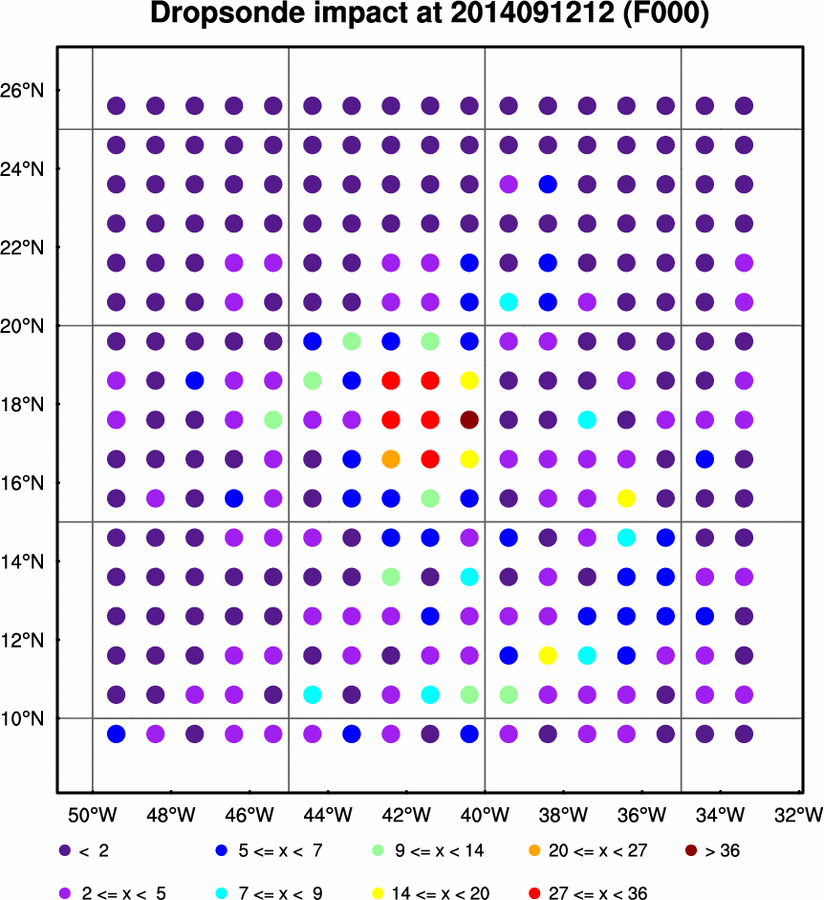 Dropsonde impact at 2014091212 (F000)
26°N
24°N
22°N
20°N
18°N
16°N
14°N
12°N
10°N
50°W 48°W 46°W 44°W 42°W 40°W 38°W 36°W 34°W 32°W
< 2 5 <= x < 7 9 <= x < 14 20 <= x < 27 > 36
2 <= x < 5 7 <= x < 9 14 <= x < 20 27 <= x < 36